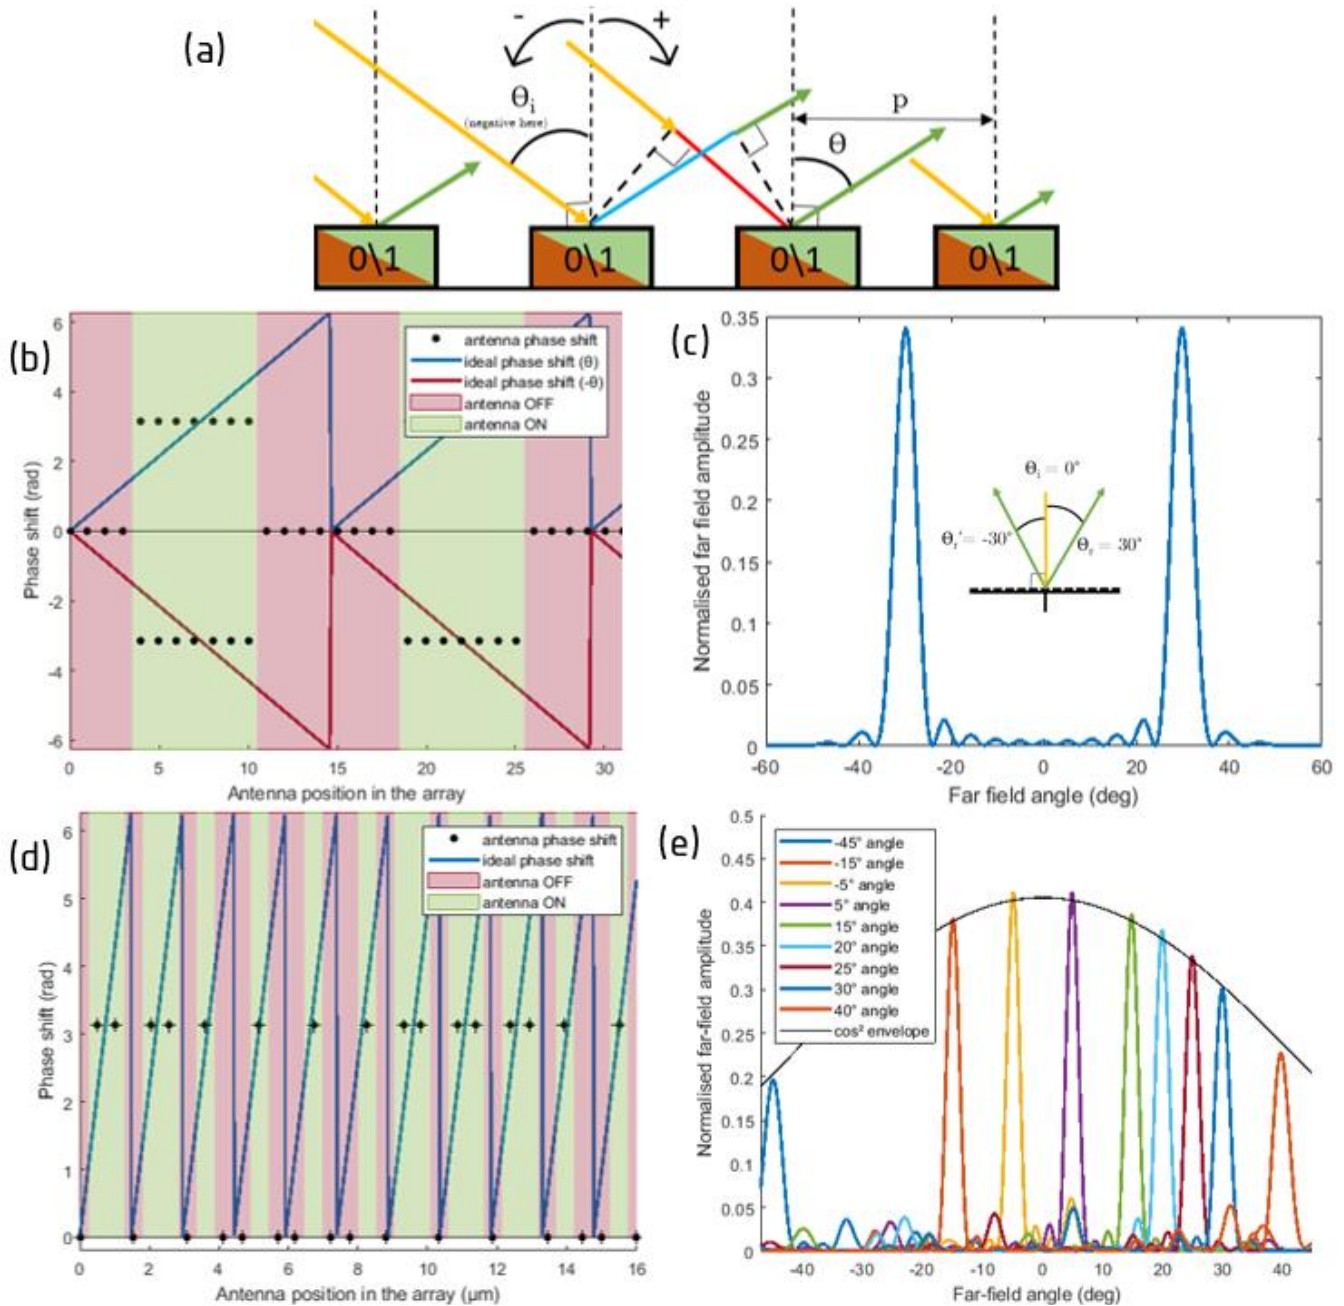 (a)
- +
Θi
(negative here)
p
Θ
0\1 0\1 0\1 0\1
(b)
6
4
2
0
-2
-4
-6
Phase shift (rad)
antenna phase shift
ideal phase shift (θ)
ideal phase shift (-θ)
antenna OFF
antenna ON
0 5 10 15 20 25 30
Antenna position in the array
(c)
0.35
0.3
0.25
0.2
0.15
0.1
0.05
0
Normalised far field amplitude
Θi = 0°
Θr' = -30°
Θr = 30°
-60 -40 -20 0 20 40 60
Far field angle (deg)
(d)
6
5
4
3
2
1
0
Phase shift (rad)
antenna phase shift
ideal phase shift
antenna OFF
antenna ON
0 2 4 6 8 10 12 14 16
Antenna position in the array (μm)
(e)
0.5
0.45
0.4
0.35
0.3
0.25
0.2
0.15
0.1
0.05
0
Normalised far-field amplitude
-45° angle
-15° angle
-5° angle
5° angle
15° angle
20° angle
25° angle
30° angle
40° angle
cos² envelope
-40 -30 -20 -10 0 10 20 30 40
Far-field angle (deg)